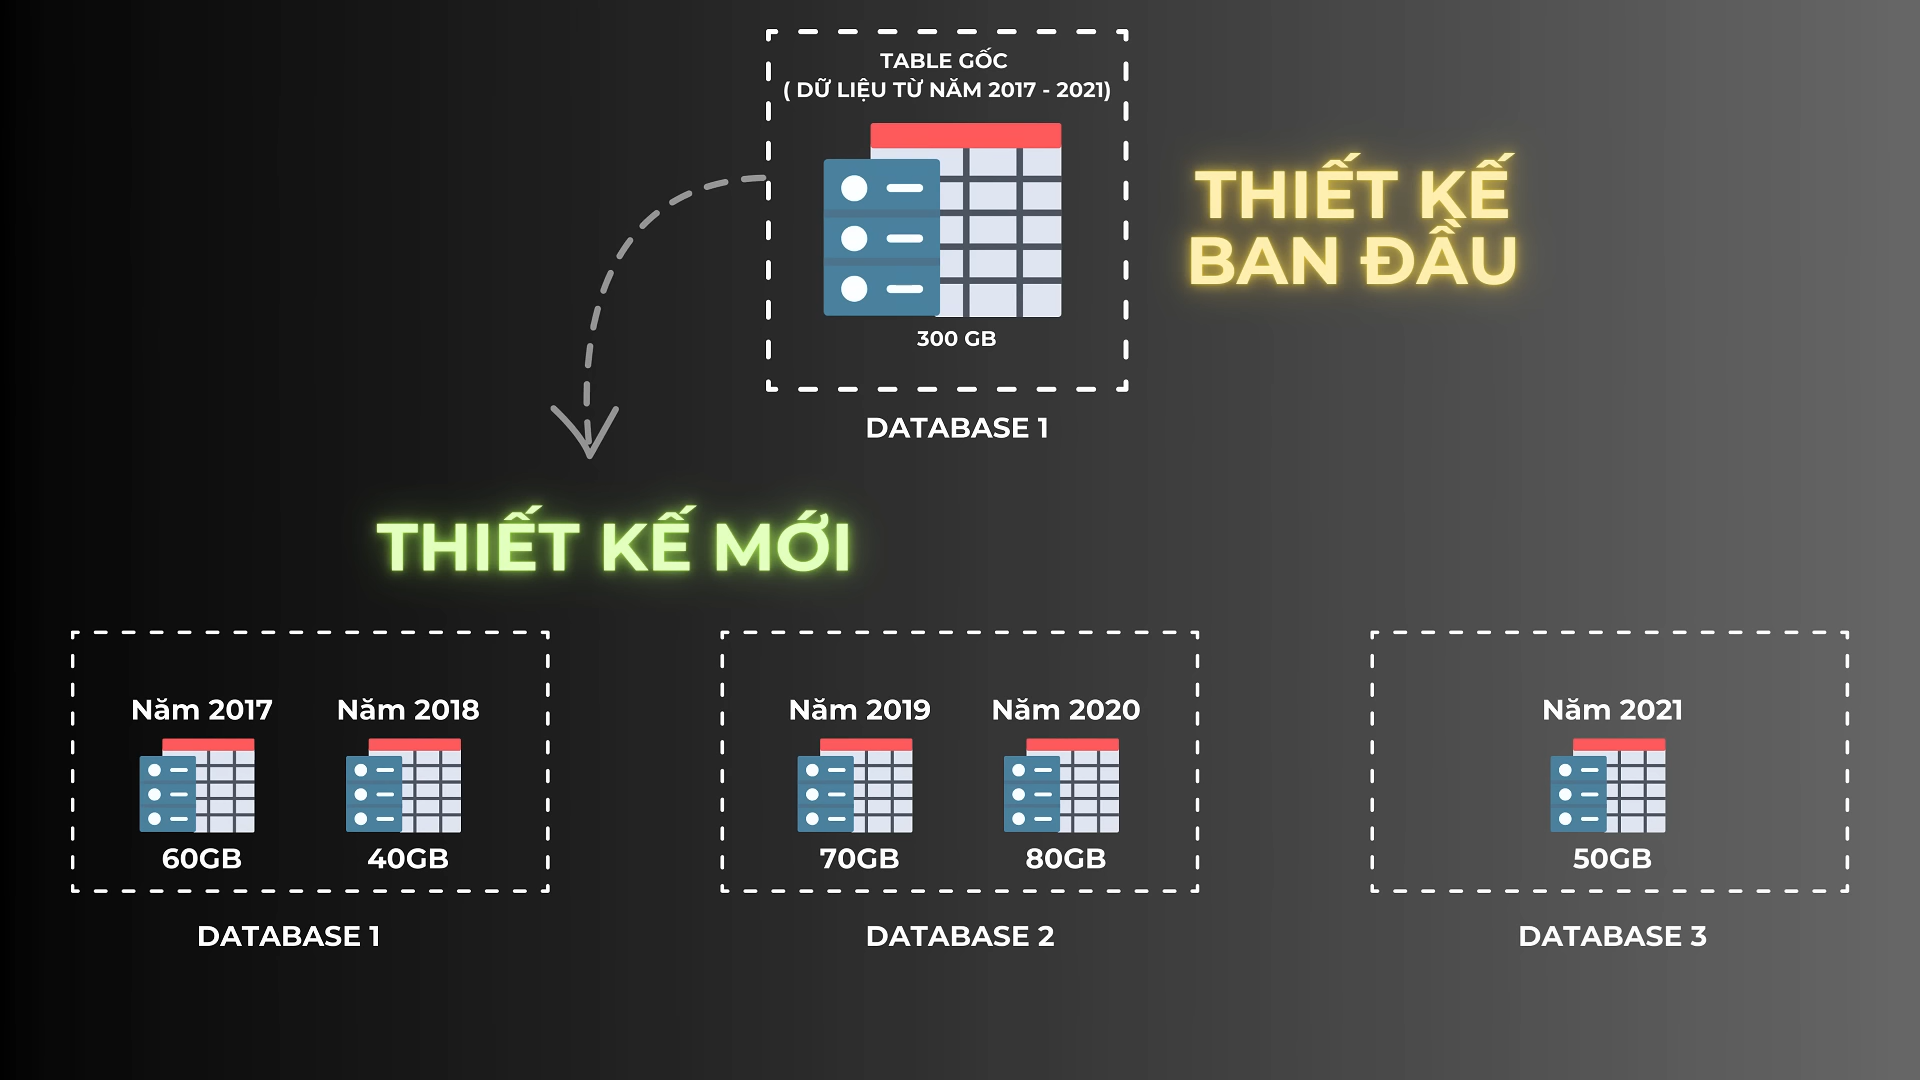 TABLE GỐC
( DỮ LIỆU TỪ NĂM 2017 - 2021)
300 GB
DATABASE 1
THIẾT KẾ
BAN ĐẦU
THIẾT KẾ MỚI
Năm 2017
60GB
Năm 2018
40GB
DATABASE 1
Năm 2019
70GB
Năm 2020
80GB
DATABASE 2
Năm 2021
50GB
DATABASE 3